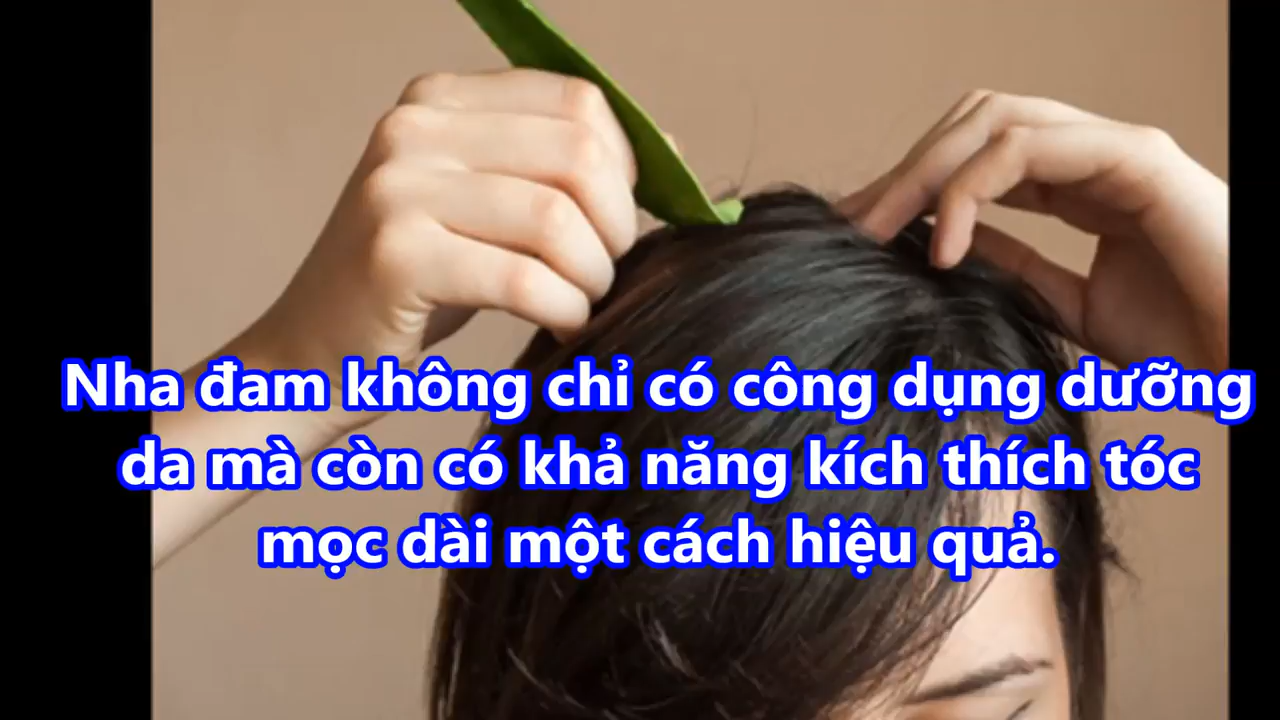 Nha đam không chỉ có công dụng dưỡng
da mà còn có khả năng kích thích tóc
mọc dài một cách hiệu quả.